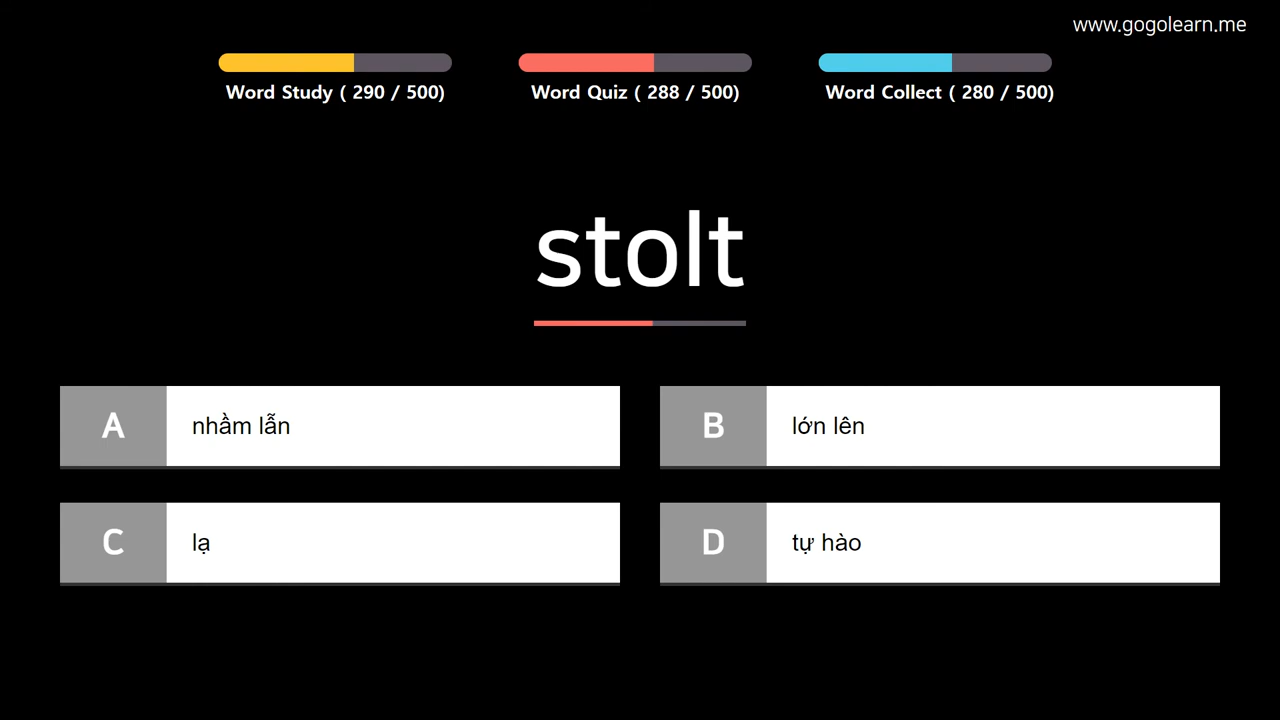 www.gogolearn.me
Word Study ( 290 / 500)
Word Quiz ( 288 / 500)
Word Collect ( 280 / 500)
stolt
A
nhầm lẫn
B
lớn lên
C
lạ
D
tự hào